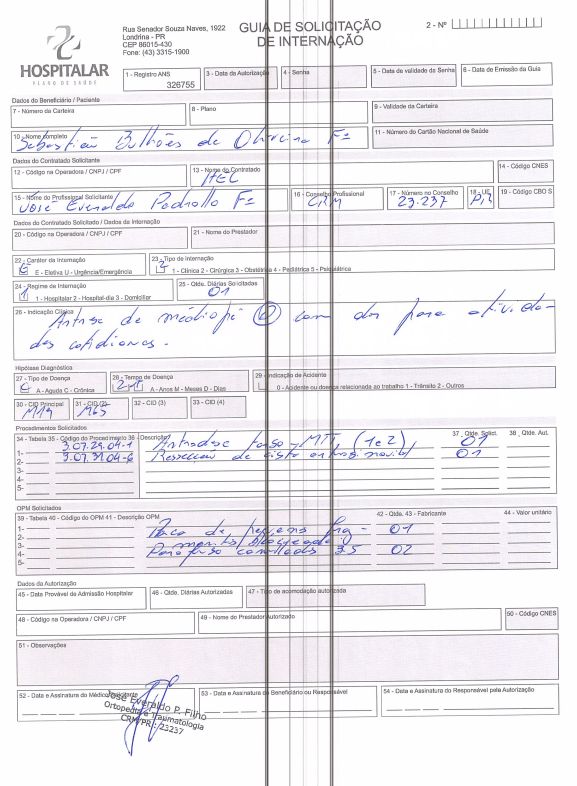 HOSPITALAR
PLANO DE SAÚDE
Rua Senador Souza Naves, 1922
Londrina - PR
CEP 86015-430
Fone: (43) 3315-1900
GUIA DE SOLICITAÇÃO
DE INTERNAÇÃO
2 - Nº
1 - Registro ANS
326755
3 - Data da Autorização
4 - Senha
5 - Data de validade da Senha
6 - Data de Emissão da Guia
Dados do Beneficiário / Paciente
7 - Número da Carteira
8 - Plano
9 - Validade da Carteira
10 - Nome Completo
Sebastião Bulhões de Oliveira Fº
11 - Número do Cartão Nacional de Saúde
Dados do Contratado Solicitante
12 - Código na Operadora / CNPJ / CPF
13 - Nome do Contratado
HEL
14 - Código CNES
15 - Nome do Profissional Solicitante
José Everaldo Pedrollo Fº
16 - Conselho Profissional
CRM
17 - Número no Conselho
23.237
18 - UF
PR
19 - Código CBO S
Dados do Contratado Solicitado / Dados da Internação
20 - Código na Operadora / CNPJ / CPF
21 - Nome do Prestador
22 - Caráter da Internação
E E - Eletiva U - Urgência/Emergência
23 - Tipo de Internação
2 1 - Clínica 2 - Cirúrgica 3 - Obstétrica 4 - Pediátrica 5 - Psiquiátrica
24 - Regime de Internação
1 1 - Hospitalar 2 - Hospital-dia 3 - Domiciliar
25 - Qtde. Diárias Solicitadas
01
26 - Indicação Clínica
Artrose de mediopé com dor para ativida-
des cotidianas.
Hipótese Diagnóstica
27 - Tipo de Doença
C A - Aguda C - Crônica
28 - Tempo de Doença
A - Anos M - Meses D - Dias
29 - Indicação de Acidente
0 - Acidente ou doença relacionada ao trabalho 1 - Trânsito 2 - Outros
30 - CID Principal
M19
31 - CID (2)
32 - CID (3)
33 - CID (4)
Procedimentos Solicitados
34 - Tabela 35 - Código do Procedimento 36 - Descrição
37 - Qtde. Solict.
38 - Qtde. Aut.
1- 3.07.29.04-1 Artrodese tarso-MTT (1e2) 01
2- 3.07.31.04-6 Ressecção de cisto 01
3-
4-
5-
OPM Solicitados
39 - Tabela 40 - Código do OPM 41 - Descrição OPM
42 - Qtde. 43 - Fabricante
44 - Valor unitário
1- Placa de pequenos frag- 01
2- mentos bloqueada
3- Parafuso canulado 3.5 02
4-
5-
Dados da Autorização
45 - Data Provável de Admissão Hospitalar
46 - Qtde. Diárias Autorizadas
47 - Tipo de acomodação autorizada
48 - Código na Operadora / CNPJ / CPF
49 - Nome do Prestador Autorizado
50 - Código CNES
51 - Observações
52 - Data e Assinatura do Médico Solicitante
53 - Data e Assinatura do Beneficiário ou Responsável
54 - Data e Assinatura do Responsável pela Autorização
José Everaldo P. Filho
Ortopedia e Traumatologia
CRM/PR: 23237